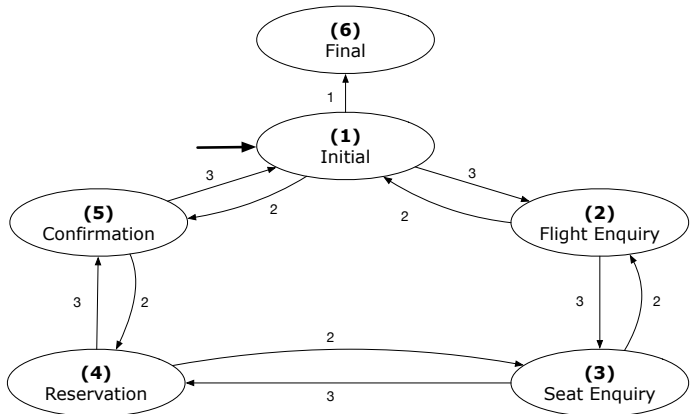 (6)
Final
1
(1)
Initial
3
3
2
2
(5)
Confirmation
(2)
Flight Enquiry
3
2
3
2
2
(4)
Reservation
3
(3)
Seat Enquiry